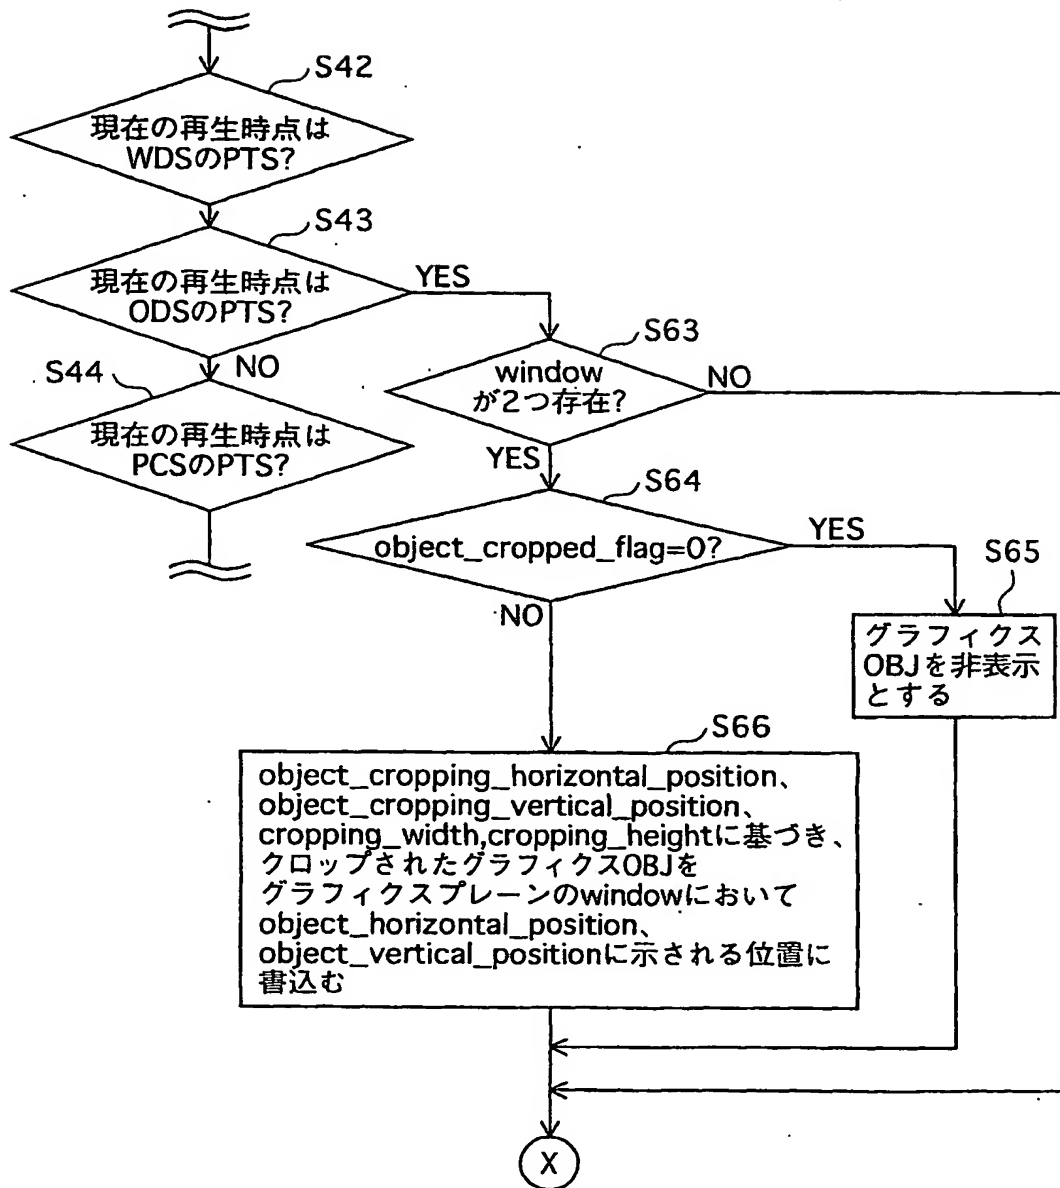 S42
現在の再生時点は
WDSのPTS?
S43
現在の再生時点は
ODSのPTS?
YES
NO
S44
現在の再生時点は
PCSのPTS?
S63
window
が2つ存在?
NO
YES
S64
object_cropped_flag=0?
YES
NO
S65
グラフィクス
OBJを非表示
とする
S66
object_cropping_horizontal_position、
object_cropping_vertical_position、
cropping_width,cropping_heightに基づき、
クロップされたグラフィクスOBJを
グラフィクスプレーンのwindowにおいて
object_horizontal_position、
object_vertical_positionに示される位置に
書込む
X